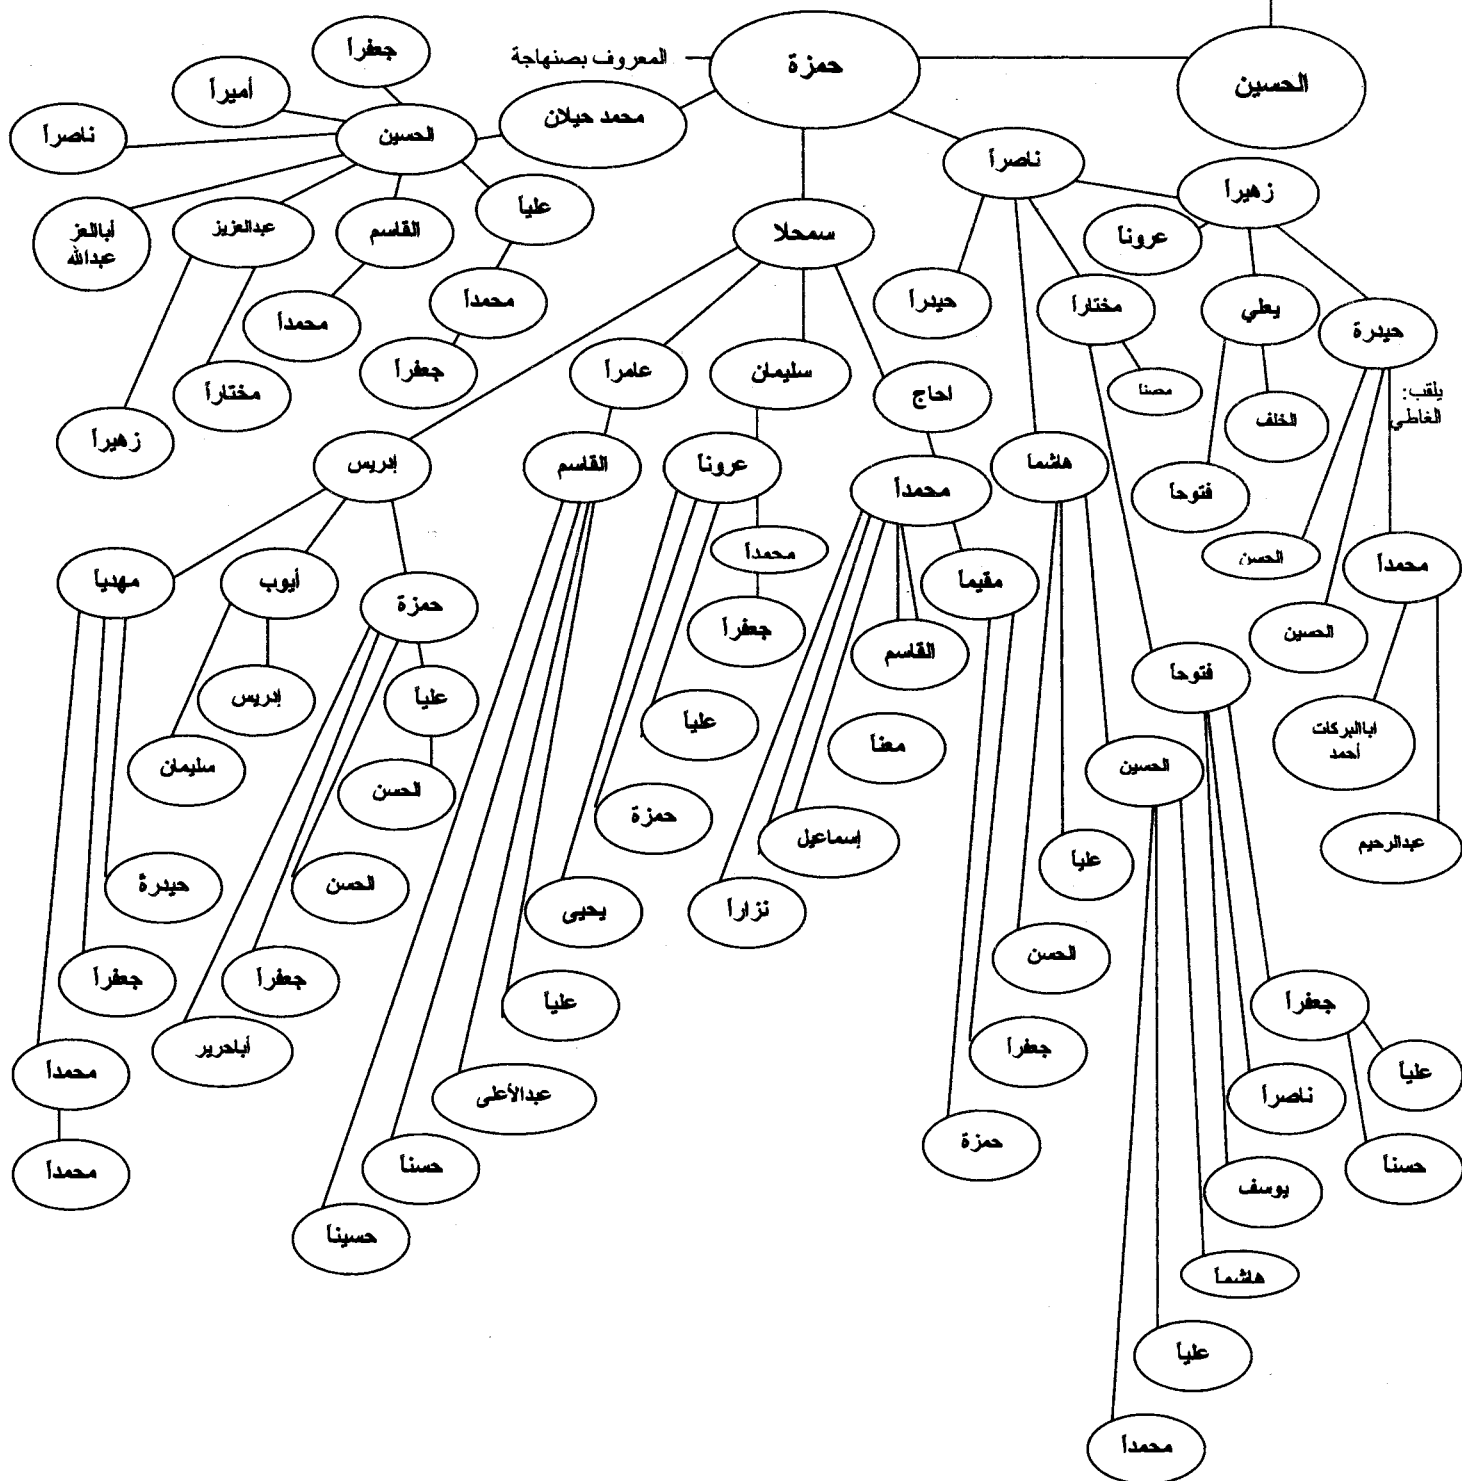 الحسين
حمزة
المعروف بصنهاجة
محمد حيلان
الحسين
جعفراً
أميراً
ناصراً
أباالعز
عبدالله
عبدالعزيز
القاسم
علياً
محمداً
محمداً
جعفراً
مختاراً
زهيراً
ناصراً
زهيراً
عروناً
يعلي
حيدرة
يلقب:
الغاطي
الخلف
فتوحاً
الحسن
الحسين
محمداً
اباالبركات
أحمد
عبدالرحيم
حيدراً
مختاراً
مصنا
هاشماً
فتوحاً
الحسين
علياً
الحسن
جعفراً
علياً
حسناً
ناصراً
يوسف
هاشماً
علياً
محمداً
سمحلا
احاج
محمداً
مقيماً
القاسم
معناً
إسماعيل
نزاراً
جعفراً
حمزة
سليمان
عروناً
محمداً
جعفراً
علياً
حمزة
يحيى
عامراً
القاسم
علياً
عبدالأعلى
حسناً
حسيناً
إدريس
حمزة
أيوب
مهدياً
علياً
الحسن
الحسن
جعفراً
أباحرير
إدريس
سليمان
حيدرة
جعفراً
محمداً
محمداً